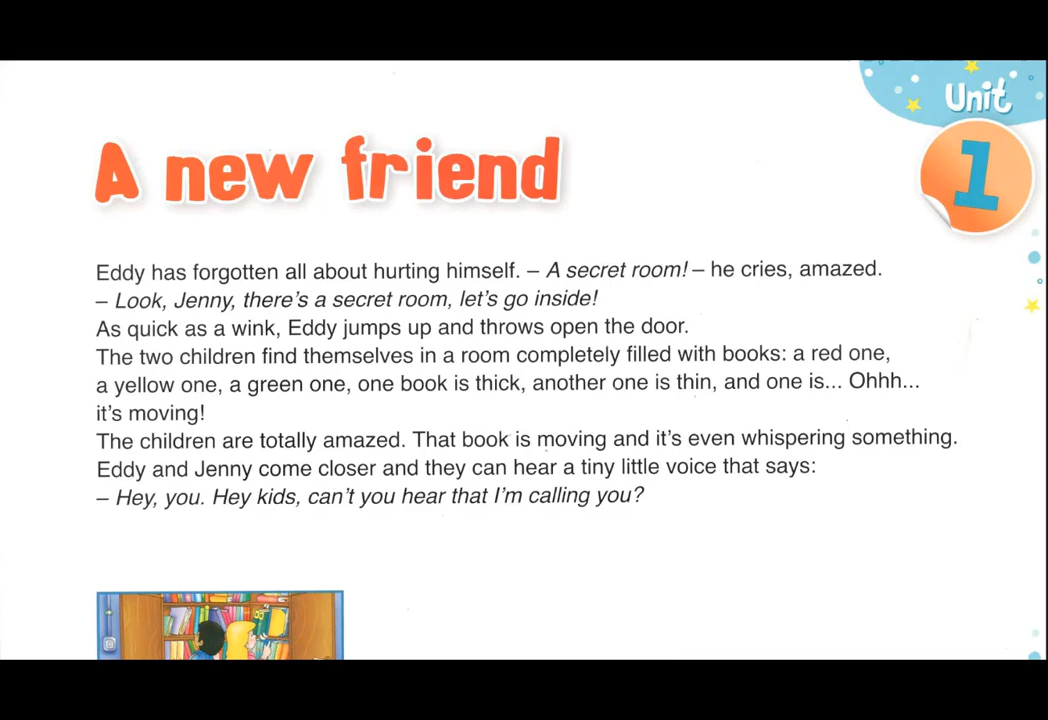 Unit
1
A new friend
Eddy has forgotten all about hurting himself. – A secret room! – he cries, amazed.
– Look, Jenny, there's a secret room, let's go inside!
As quick as a wink, Eddy jumps up and throws open the door.
The two children find themselves in a room completely filled with books: a red one,
a yellow one, a green one, one book is thick, another one is thin, and one is... Ohhh...
it's moving!
The children are totally amazed. That book is moving and it's even whispering something.
Eddy and Jenny come closer and they can hear a tiny little voice that says:
– Hey, you. Hey kids, can't you hear that I'm calling you?